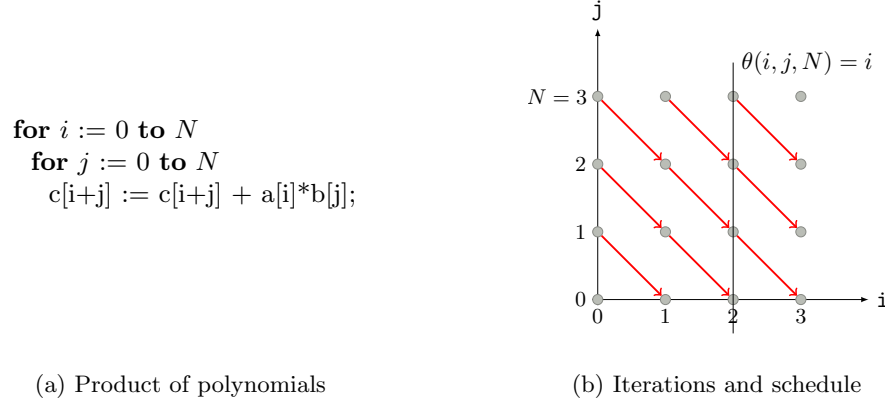 for i := 0 to N
for j := 0 to N
c[i+j] := c[i+j] + a[i]*b[j];
(a) Product of polynomials
j
θ(i, j, N) = i
N = 3
2
1
0
0 1 2 3
i
(b) Iterations and schedule